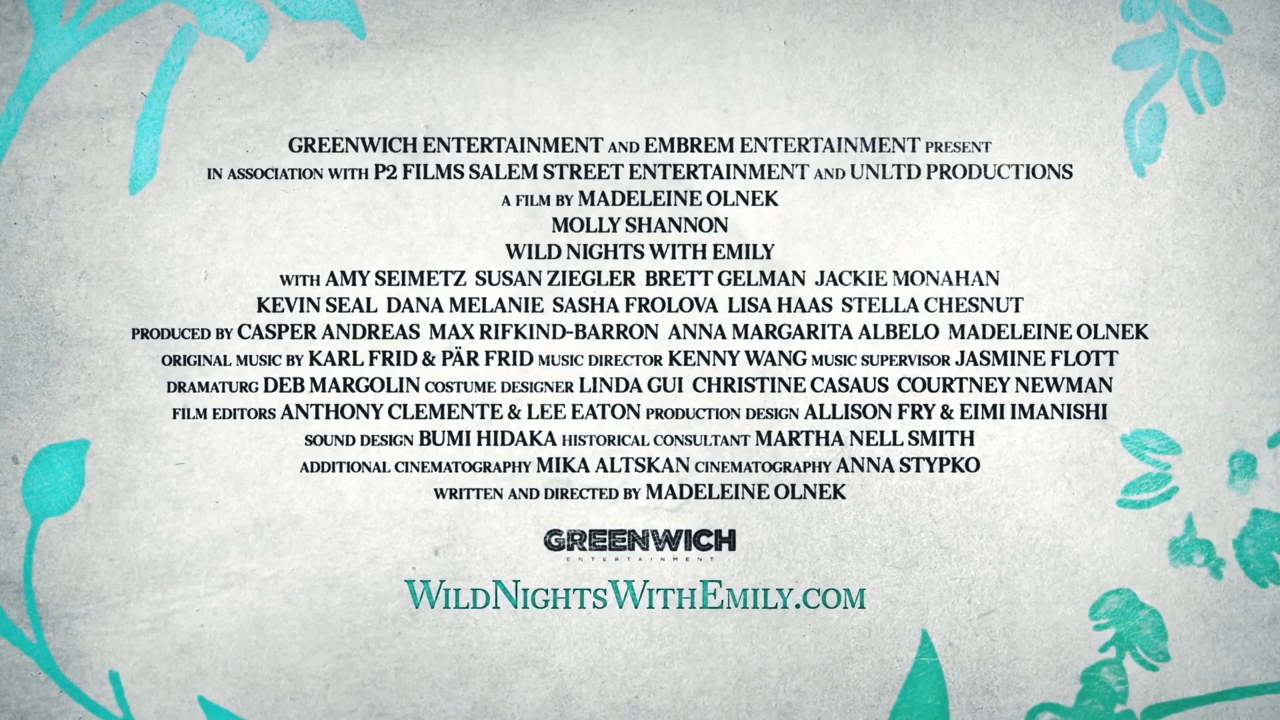 GREENWICH ENTERTAINMENT AND EMBREM ENTERTAINMENT PRESENT
IN ASSOCIATION WITH P2 FILMS SALEM STREET ENTERTAINMENT AND UNLTD PRODUCTIONS
A FILM BY MADELEINE OLNEK
MOLLY SHANNON
WILD NIGHTS WITH EMILY
WITH AMY SEIMETZ SUSAN ZIEGLER BRETT GELMAN JACKIE MONAHAN
KEVIN SEAL DANA MELANIE SASHA FROLOVA LISA HAAS STELLA CHESNUT
PRODUCED BY CASPER ANDREAS MAX RIFKIND-BARRON ANNA MARGARITA ALBELO MADELEINE OLNEK
ORIGINAL MUSIC BY KARL FRID & PÄR FRID MUSIC DIRECTOR KENNY WANG MUSIC SUPERVISOR JASMINE FLOTT
DRAMATURG DEB MARGOLIN COSTUME DESIGNER LINDA GUI CHRISTINE CASAUS COURTNEY NEWMAN
FILM EDITORS ANTHONY CLEMENTE & LEE EATON PRODUCTION DESIGN ALLISON FRY & EIMI IMANISHI
SOUND DESIGN BUMI HIDAKA HISTORICAL CONSULTANT MARTHA NELL SMITH
ADDITIONAL CINEMATOGRAPHY MIKA ALTSKAN CINEMATOGRAPHY ANNA STYPKO
WRITTEN AND DIRECTED BY MADELEINE OLNEK
GREENWICH
ENTERTAINMENT
WILDNIGHTSWITHEMILY.COM